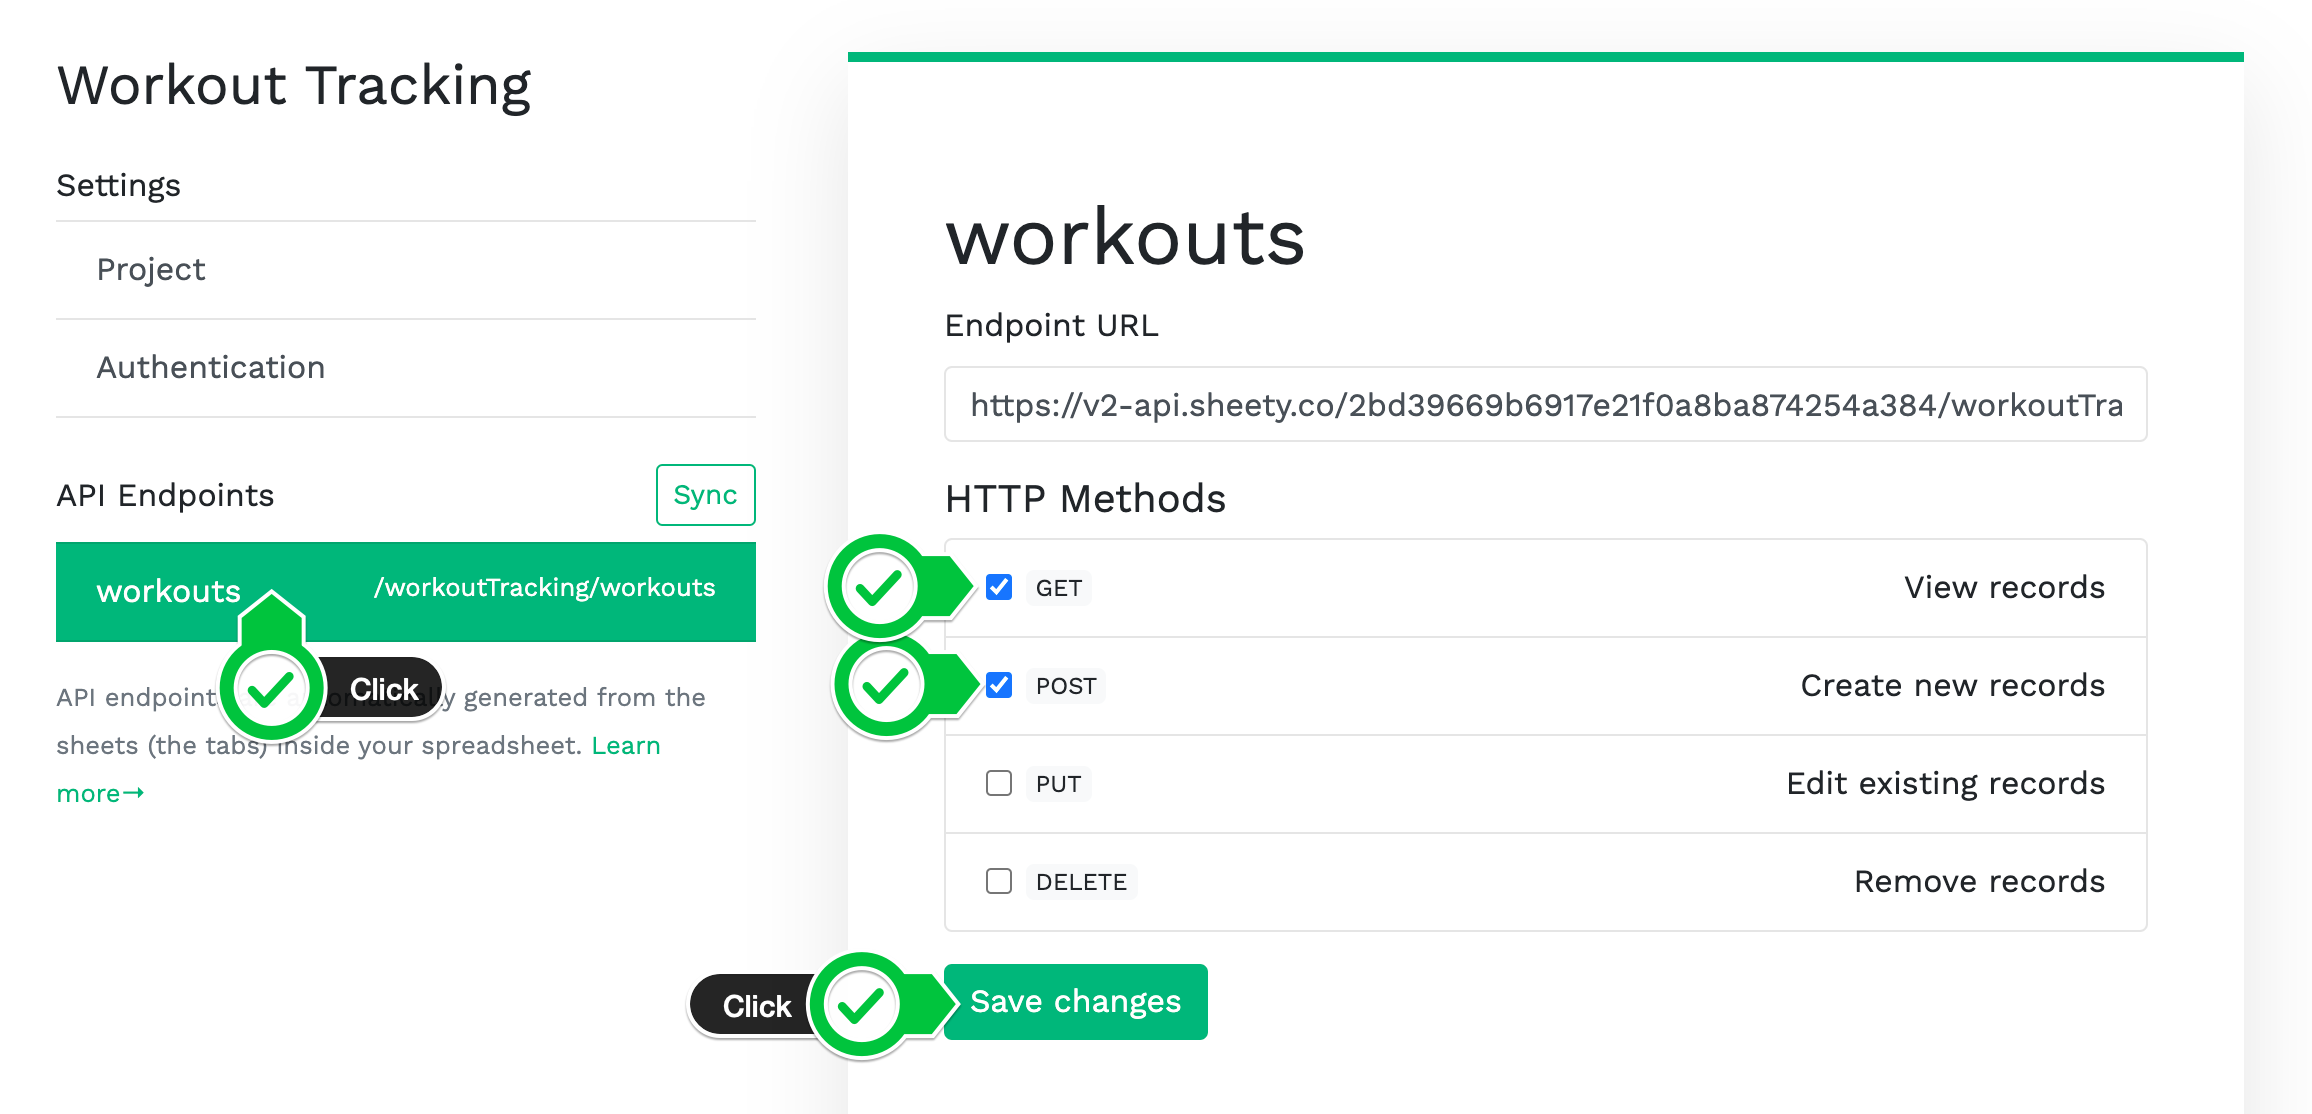 Workout Tracking
Settings
Project
Authentication
API Endpoints
Sync
workouts
/workoutTracking/workouts
Click
API endpoint generated from the
sheets (the tabs) inside your spreadsheet. Learn
more→
workouts
Endpoint URL
https://v2-api.sheety.co/2bd39669b6917e21f0a8ba874254a384/workoutTra
HTTP Methods
GET
View records
POST
Create new records
PUT
Edit existing records
DELETE
Remove records
Click
Save changes